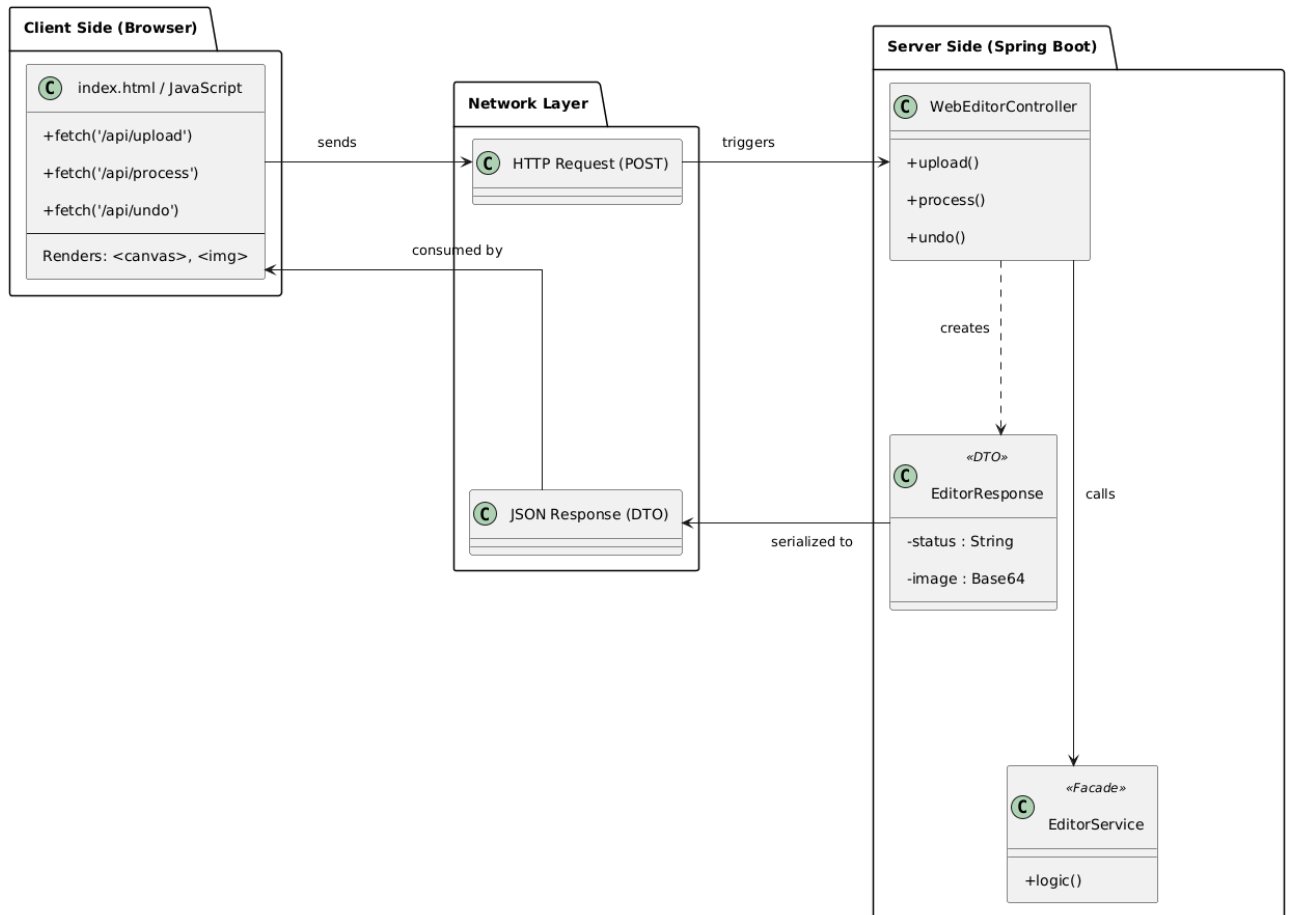 Client Side (Browser)
C index.html / JavaScript
+fetch('/api/upload')
+fetch('/api/process')
+fetch('/api/undo')
Renders: <canvas>, <img>
sends
consumed by
Network Layer
C HTTP Request (POST)
C JSON Response (DTO)
triggers
serialized to
Server Side (Spring Boot)
C WebEditorController
+upload()
+process()
+undo()
creates
calls
«DTO»
C EditorResponse
-status : String
-image : Base64
«Facade»
C EditorService
+logic()